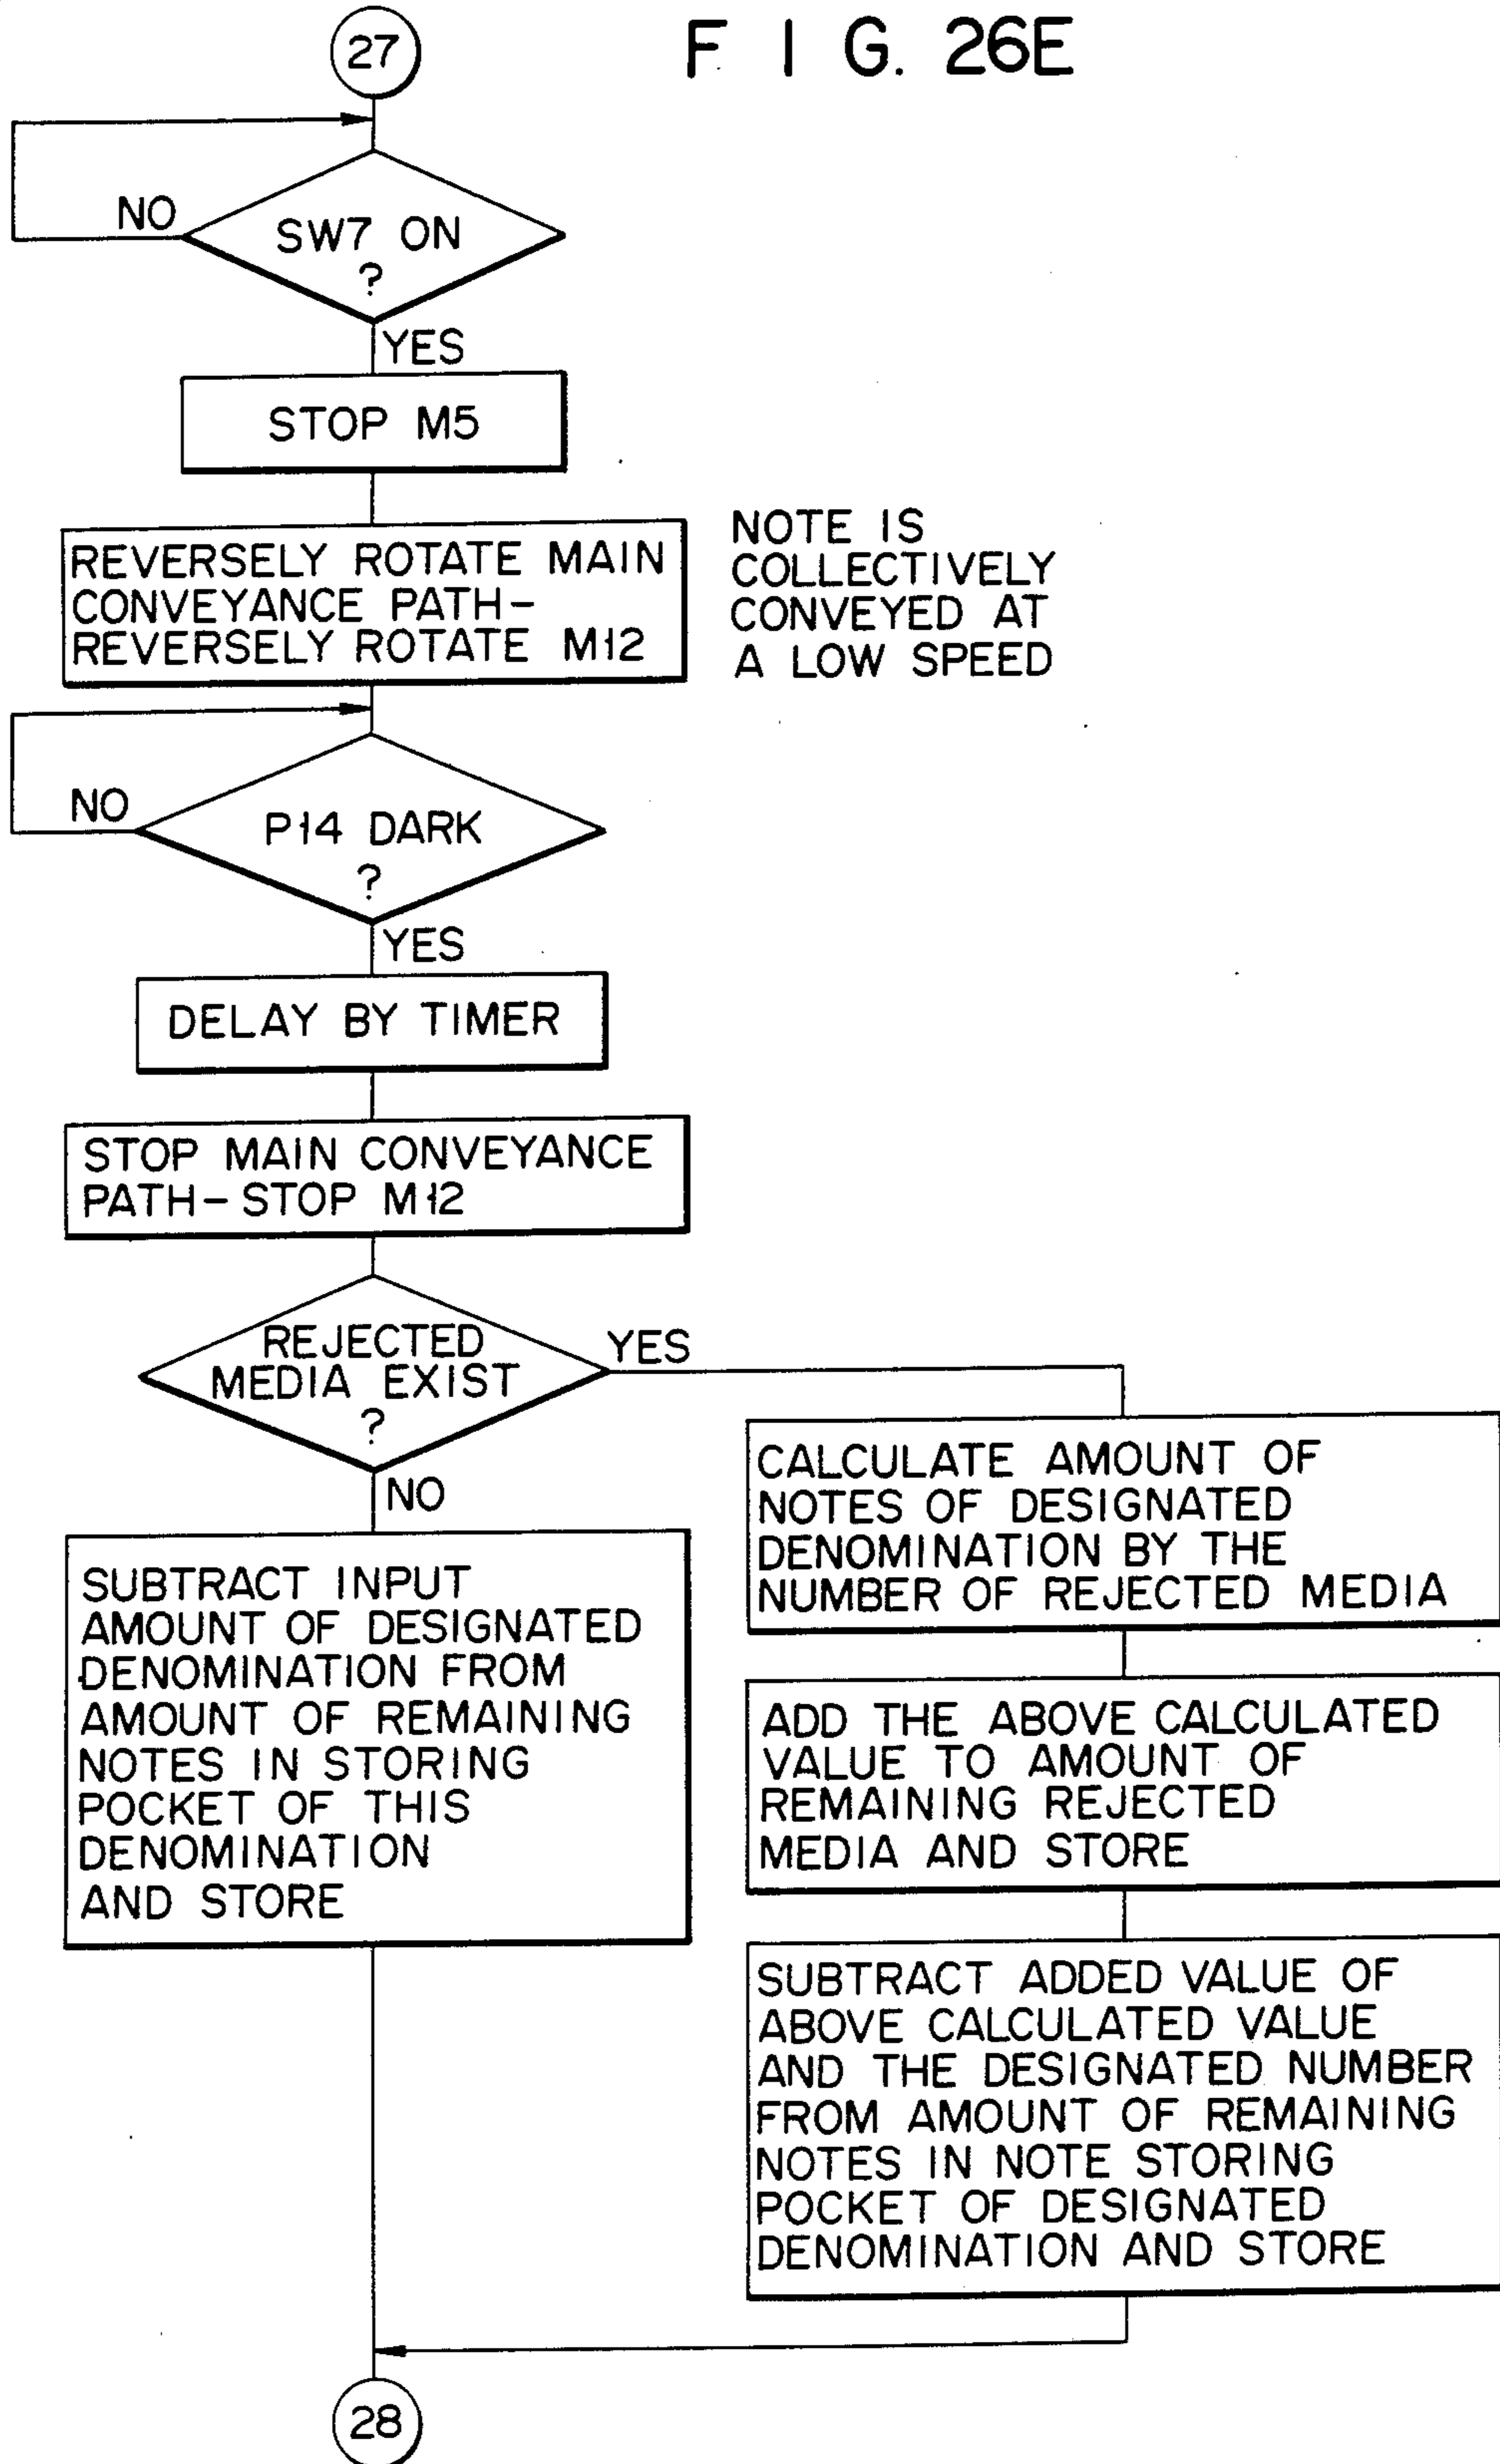 F I G. 26E
27
NO
SW7 ON
?
YES
STOP M5
REVERSELY ROTATE MAIN
CONVEYANCE PATH-
REVERSELY ROTATE M12
NOTE IS
COLLECTIVELY
CONVEYED AT
A LOW SPEED
NO
P14 DARK
?
YES
DELAY BY TIMER
STOP MAIN CONVEYANCE
PATH-STOP M12
REJECTED
MEDIA EXIST
?
YES
NO
SUBTRACT INPUT
AMOUNT OF DESIGNATED
DENOMINATION FROM
AMOUNT OF REMAINING
NOTES IN STORING
POCKET OF THIS
DENOMINATION
AND STORE
CALCULATE AMOUNT OF
NOTES OF DESIGNATED
DENOMINATION BY THE
NUMBER OF REJECTED MEDIA
ADD THE ABOVE CALCULATED
VALUE TO AMOUNT OF
REMAINING REJECTED
MEDIA AND STORE
SUBTRACT ADDED VALUE OF
ABOVE CALCULATED VALUE
AND THE DESIGNATED NUMBER
FROM AMOUNT OF REMAINING
NOTES IN NOTE STORING
POCKET OF DESIGNATED
DENOMINATION AND STORE
28